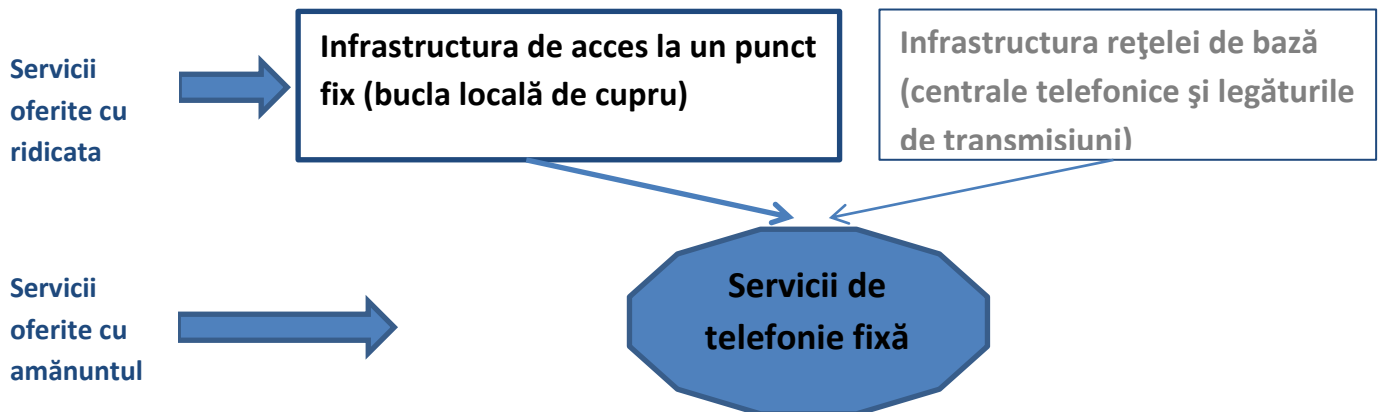 Servicii
oferite cu
ridicata
Infrastructura de acces la un punct
fix (bucla locală de cupru)
Infrastructura reţelei de bază
(centrale telefonice şi legăturile
de transmisiuni)
Servicii
oferite cu
amănuntul
Servicii de
telefonie fixă